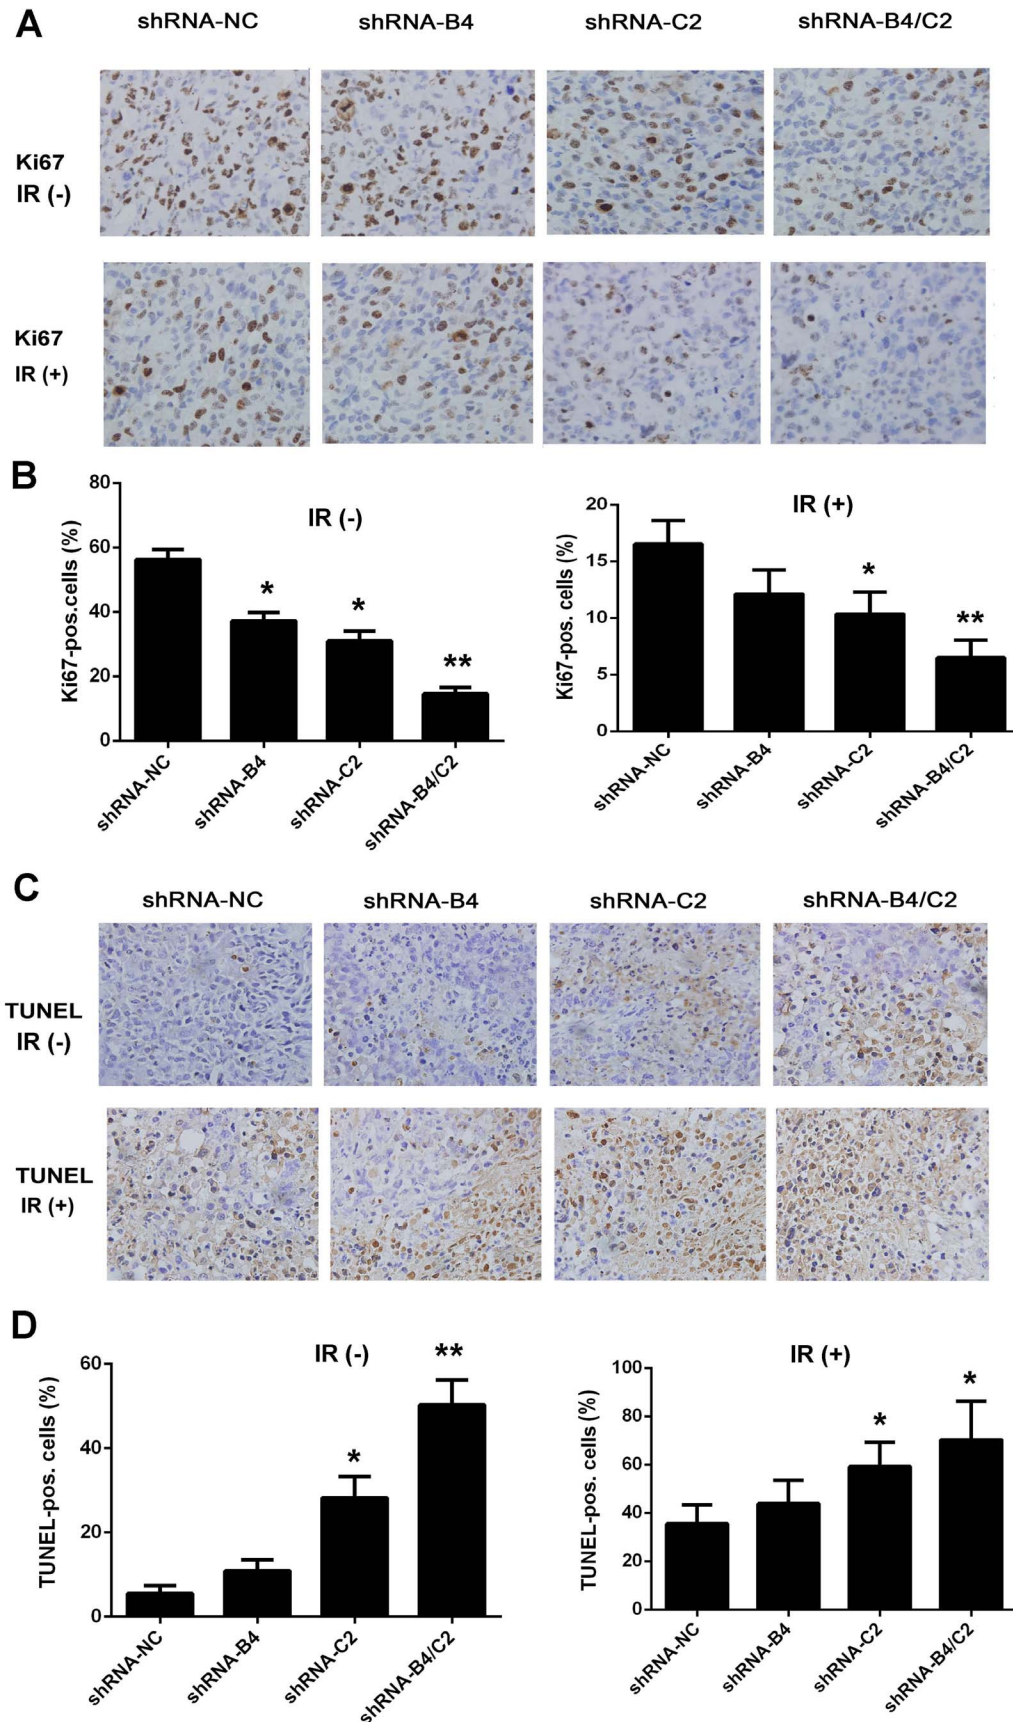 A
shRNA-NC shRNA-B4 shRNA-C2 shRNA-B4/C2
Ki67
IR (-)
Ki67
IR (+)
B
80
60
40
20
0
Ki67-pos.cells (%)
IR (-)
* * **
shRNA-NC shRNA-B4 shRNA-C2 shRNA-B4/C2
20
15
10
5
0
Ki67-pos. cells (%)
IR (+)
* **
shRNA-NC shRNA-B4 shRNA-C2 shRNA-B4/C2
C
shRNA-NC shRNA-B4 shRNA-C2 shRNA-B4/C2
TUNEL
IR (-)
TUNEL
IR (+)
D
60
40
20
0
TUNEL-pos. cells (%)
IR (-)
* **
shRNA-NC shRNA-B4 shRNA-C2 shRNA-B4/C2
100
80
60
40
20
0
TUNEL-pos. cells (%)
IR (+)
* *
shRNA-NC shRNA-B4 shRNA-C2 shRNA-B4/C2